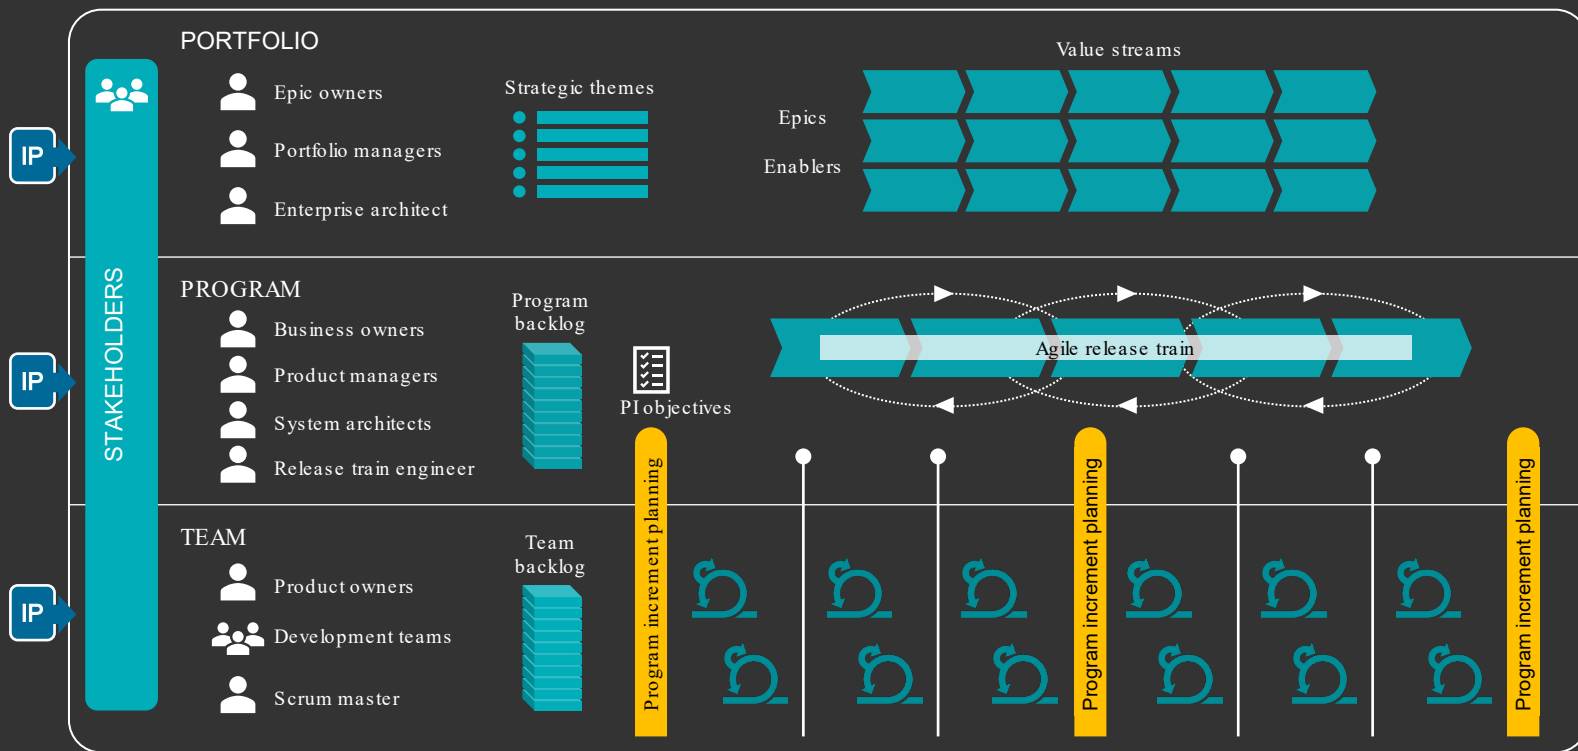 PORTFOLIO
Epic owners
Portfolio managers
Enterprise architect
Strategic themes
Value streams
Epics
Enablers
IP
IP
IP
STAKEHOLDERS
PROGRAM
Business owners
Product managers
System architects
Release train engineer
Program
backlog
PI objectives
Agile release train
TEAM
Product owners
Development teams
Scrum master
Team
backlog
Program increment planning
Program increment planning
Program increment planning